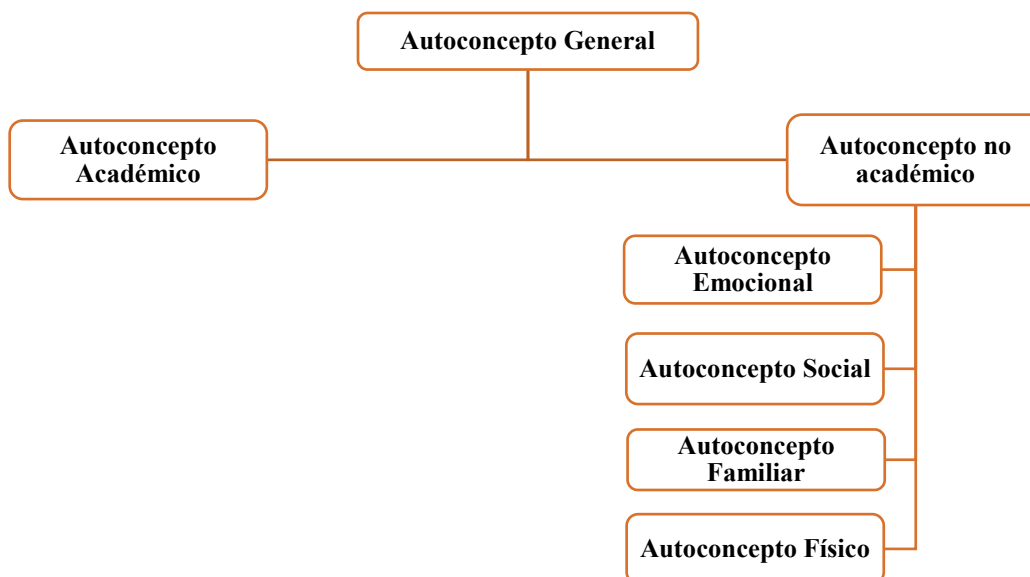 Autoconcepto General
Autoconcepto
Académico
Autoconcepto no
académico
Autoconcepto
Emocional
Autoconcepto Social
Autoconcepto
Familiar
Autoconcepto Físico